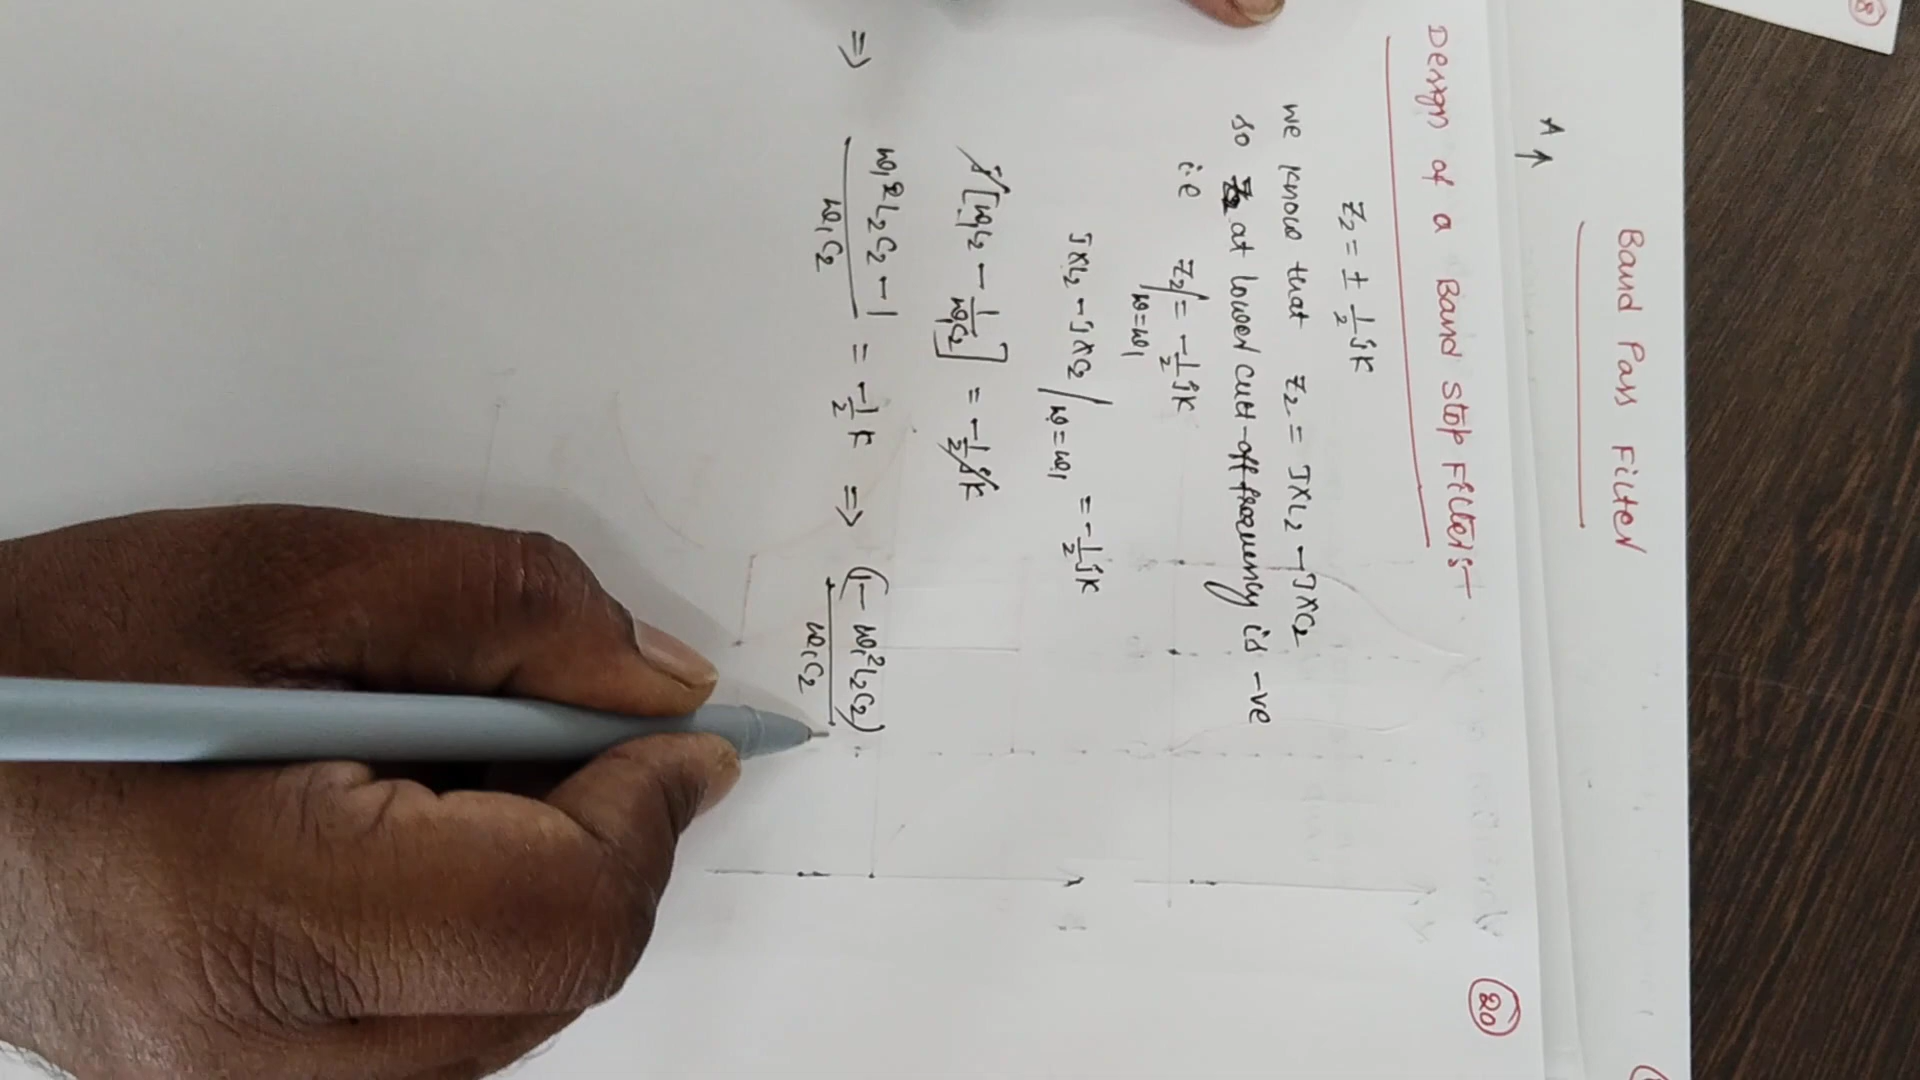 8
Band Pass Filter
A↑
Design of a Band stop Filters:-
20
Z₂ = ± 1/2 jK
we know that Z₂ = JXL₂ - JXC₂
so Z₂ at lower cut-off frequency is -ve
i.e Z₂/ω=ω₁ = -1/2 jK
JXL₂ - JXC₂/ω=ω₁ = -1/2 jK
j[ω₁L₂ - 1/ω₁C₂] = -1/2 jK
⇒ ω₁²L₂C₂ - 1/ω₁C₂ = -1/2 K ⇒ (1 - ω₁²L₂C₂)/ω₁C₂